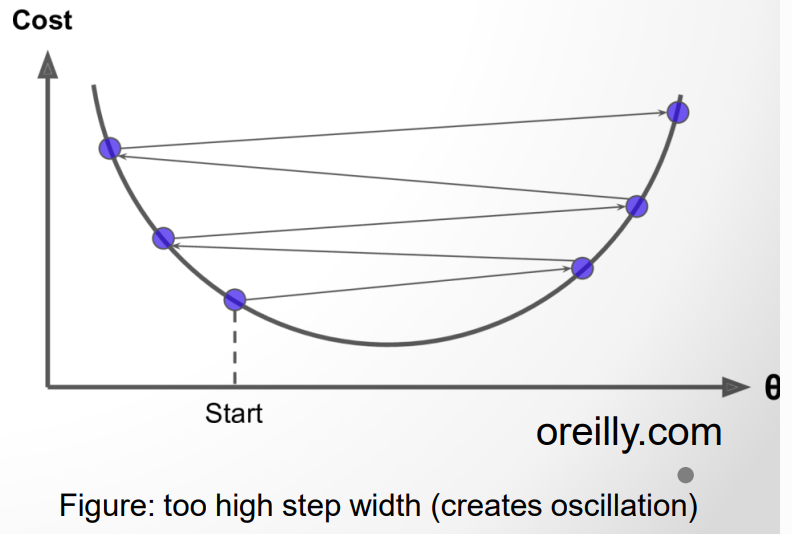 Cost
θ
Start
oreilly.com
Figure: too high step width (creates oscillation)